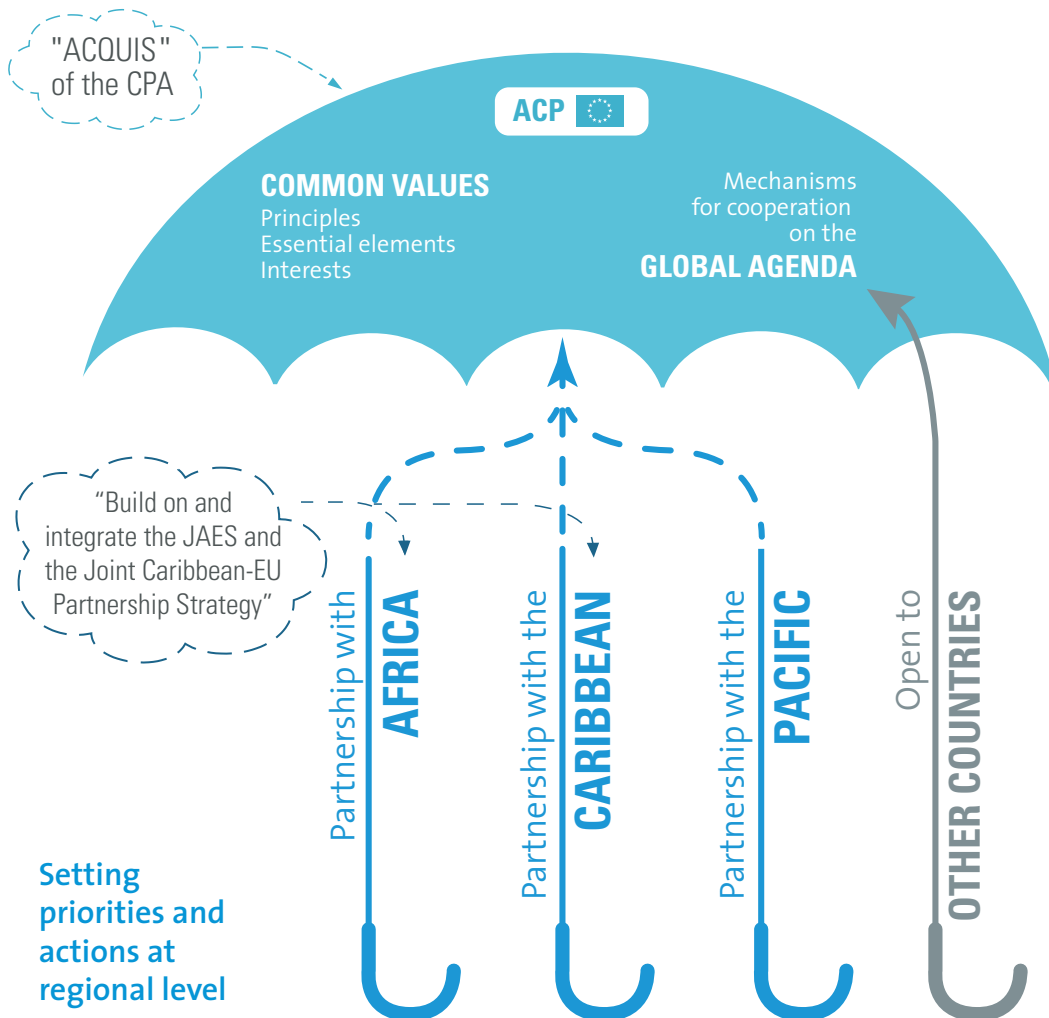 "ACQUIS"
of the CPA
ACP
COMMON VALUES
Principles
Essential elements
Interests
Mechanisms
for cooperation
on the
GLOBAL AGENDA
“Build on and
integrate the JAES and
the Joint Caribbean-EU
Partnership Strategy”
Partnership with
AFRICA
Partnership with the
CARIBBEAN
Partnership with the
PACIFIC
Open to
OTHER COUNTRIES
Setting
priorities and
actions at
regional level